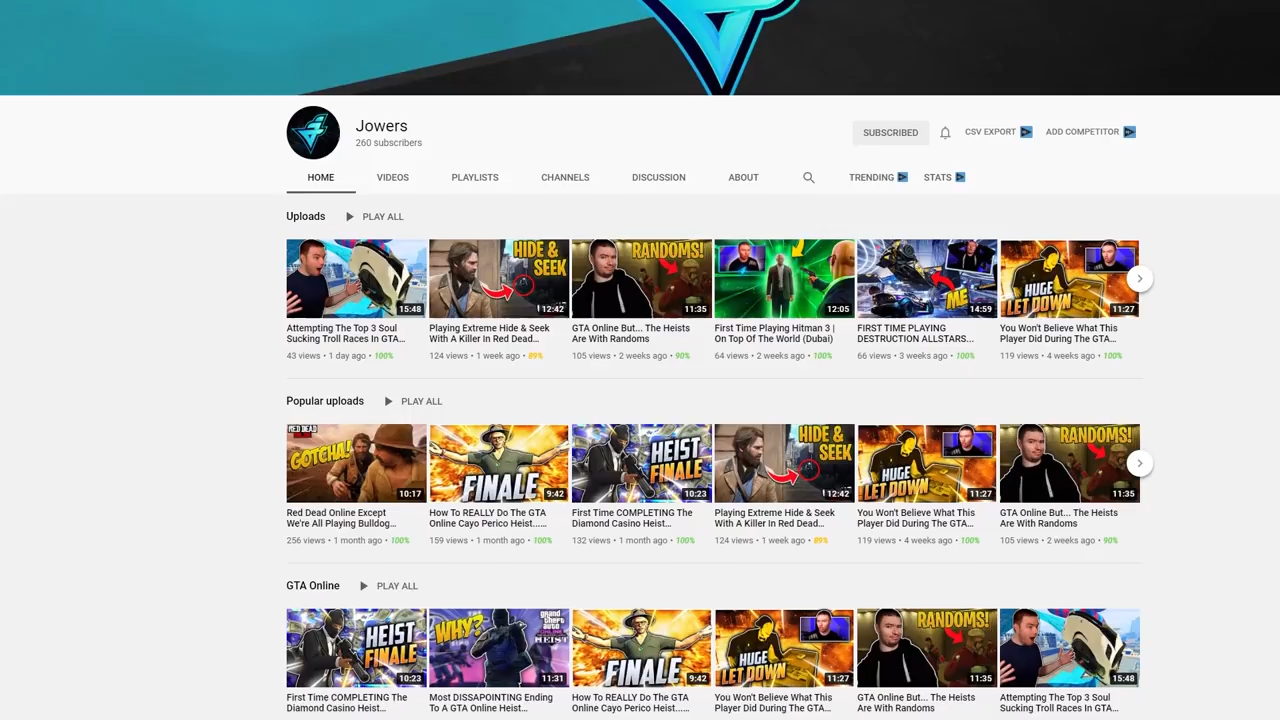 Jowers
260 subscribers
SUBSCRIBED
CSV EXPORT
ADD COMPETITOR
HOME
VIDEOS
PLAYLISTS
CHANNELS
DISCUSSION
ABOUT
TRENDING
STATS
Uploads
PLAY ALL
15:48
HIDE &
SEEK
12:42
RANDOMS!
11:35
12:05
ME
14:59
HUGE
LET DOWN
11:27
Attempting The Top 3 Soul
Sucking Troll Races In GTA...
43 views • 1 day ago • 100%
Playing Extreme Hide & Seek
With A Killer In Red Dead...
124 views • 1 week ago • 89%
GTA Online But... The Heists
Are With Randoms
105 views • 2 weeks ago • 90%
First Time Playing Hitman 3 |
On Top Of The World (Dubai)
64 views • 2 weeks ago • 100%
FIRST TIME PLAYING
DESTRUCTION ALLSTARS...
66 views • 3 weeks ago • 100%
You Won't Believe What This
Player Did During The GTA...
119 views • 4 weeks ago • 100%
Popular uploads
PLAY ALL
RED DEAD
GOTCHA!
10:17
FINALE
9:42
HEIST
FINALE
10:23
HIDE &
SEEK
12:42
HUGE
LET DOWN
11:27
RANDOMS!
11:35
Red Dead Online Except
We're All Playing Bulldog...
256 views • 1 month ago • 100%
How To REALLY Do The GTA
Online Cayo Perico Heist......
159 views • 1 month ago • 100%
First Time COMPLETING The
Diamond Casino Heist...
132 views • 1 month ago • 100%
Playing Extreme Hide & Seek
With A Killer In Red Dead...
124 views • 1 week ago • 89%
You Won't Believe What This
Player Did During The GTA...
119 views • 4 weeks ago • 100%
GTA Online But... The Heists
Are With Randoms
105 views • 2 weeks ago • 90%
GTA Online
PLAY ALL
HEIST
FINALE
10:23
WHY?
grand
theft
auto
HEIST
11:31
FINALE
9:42
HUGE
LET DOWN
11:27
RANDOMS!
11:35
15:48
First Time COMPLETING The
Diamond Casino Heist...
Most DISSAPOINTING Ending
To A GTA Online Heist...
How To REALLY Do The GTA
Online Cayo Perico Heist......
You Won't Believe What This
Player Did During The GTA...
GTA Online But... The Heists
Are With Randoms
Attempting The Top 3 Soul
Sucking Troll Races In GTA...